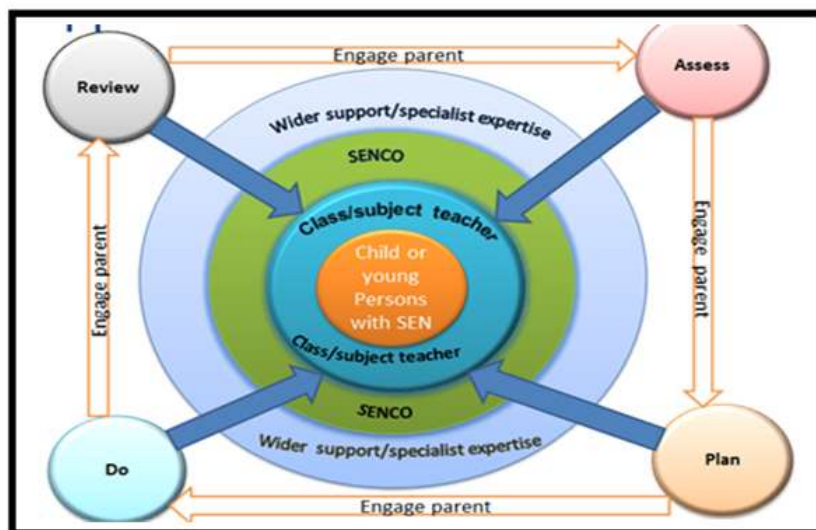 Engage parent
Review
Assess
Wider support/specialist expertise
SENCO
Class/subject teacher
Child or
young
Persons
with SEN
Engage parent
Engage parent
Class/subject teacher
SENCO
Wider support/specialist expertise
Do
Plan
Engage parent